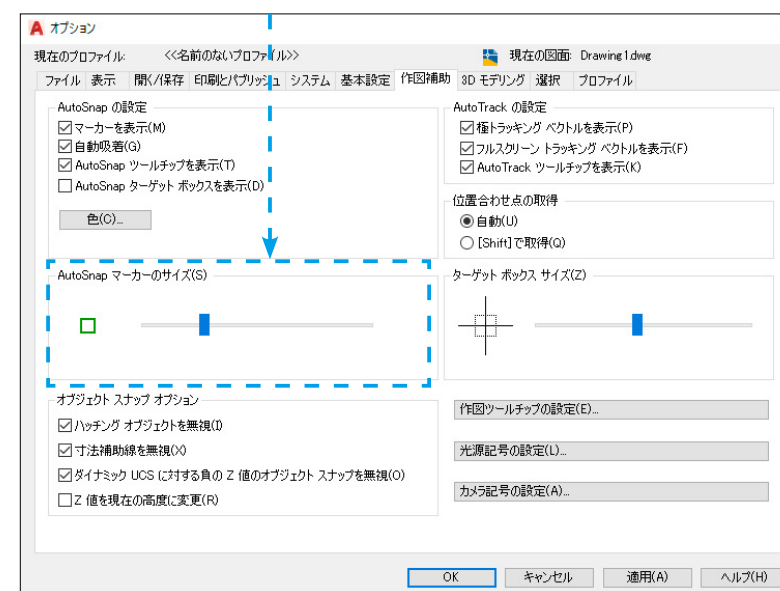 オプション
現在のプロファイル: <<名前のないプロファイル>> 現在の図面: Drawing1.dwg
ファイル 表示 開く/保存 印刷とパブリッシュ システム 基本設定 作図補助 3D モデリング 選択 プロファイル
AutoSnap の設定
マーカーを表示(M)
自動吸着(G)
AutoSnap ツールチップを表示(T)
AutoSnap ターゲット ボックスを表示(D)
色(C)...
AutoTrack の設定
極トラッキング ベクトルを表示(P)
フルスクリーン トラッキング ベクトルを表示(F)
AutoTrack ツールチップを表示(K)
位置合わせ点の取得
自動(U)
[Shift]で取得(Q)
AutoSnap マーカーのサイズ(S)
ターゲット ボックス サイズ(Z)
オブジェクト スナップ オプション
ハッチング オブジェクトを無視(I)
寸法補助線を無視(X)
ダイナミック UCS に対する負の Z 値のオブジェクト スナップを無視(O)
Z 値を現在の高度に変更(R)
作図ツールチップの設定(E)...
光源記号の設定(L)...
カメラ記号の設定(A)...
OK キャンセル 適用(A) ヘルプ(H)